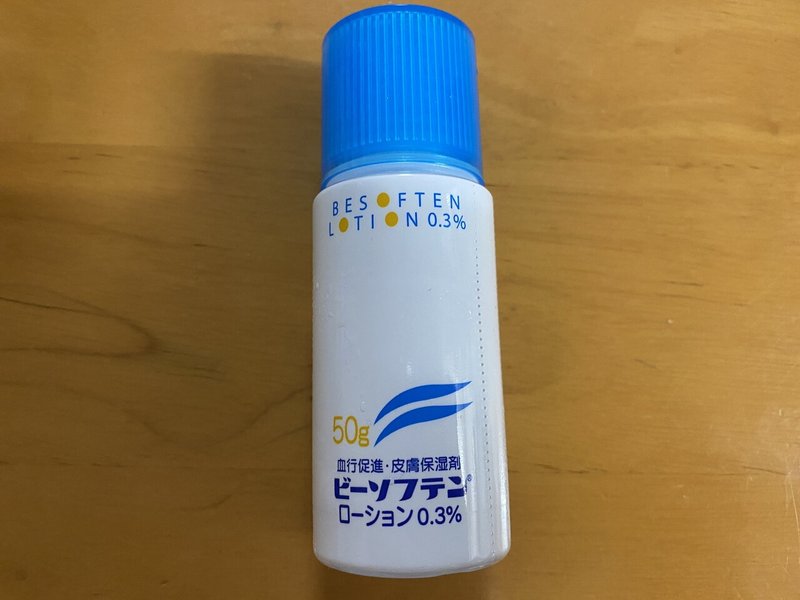 BESOFTEN
LOTION 0.3%
50g
血行促進・皮膚保湿剤
ビーソフテン®
ローション 0.3%